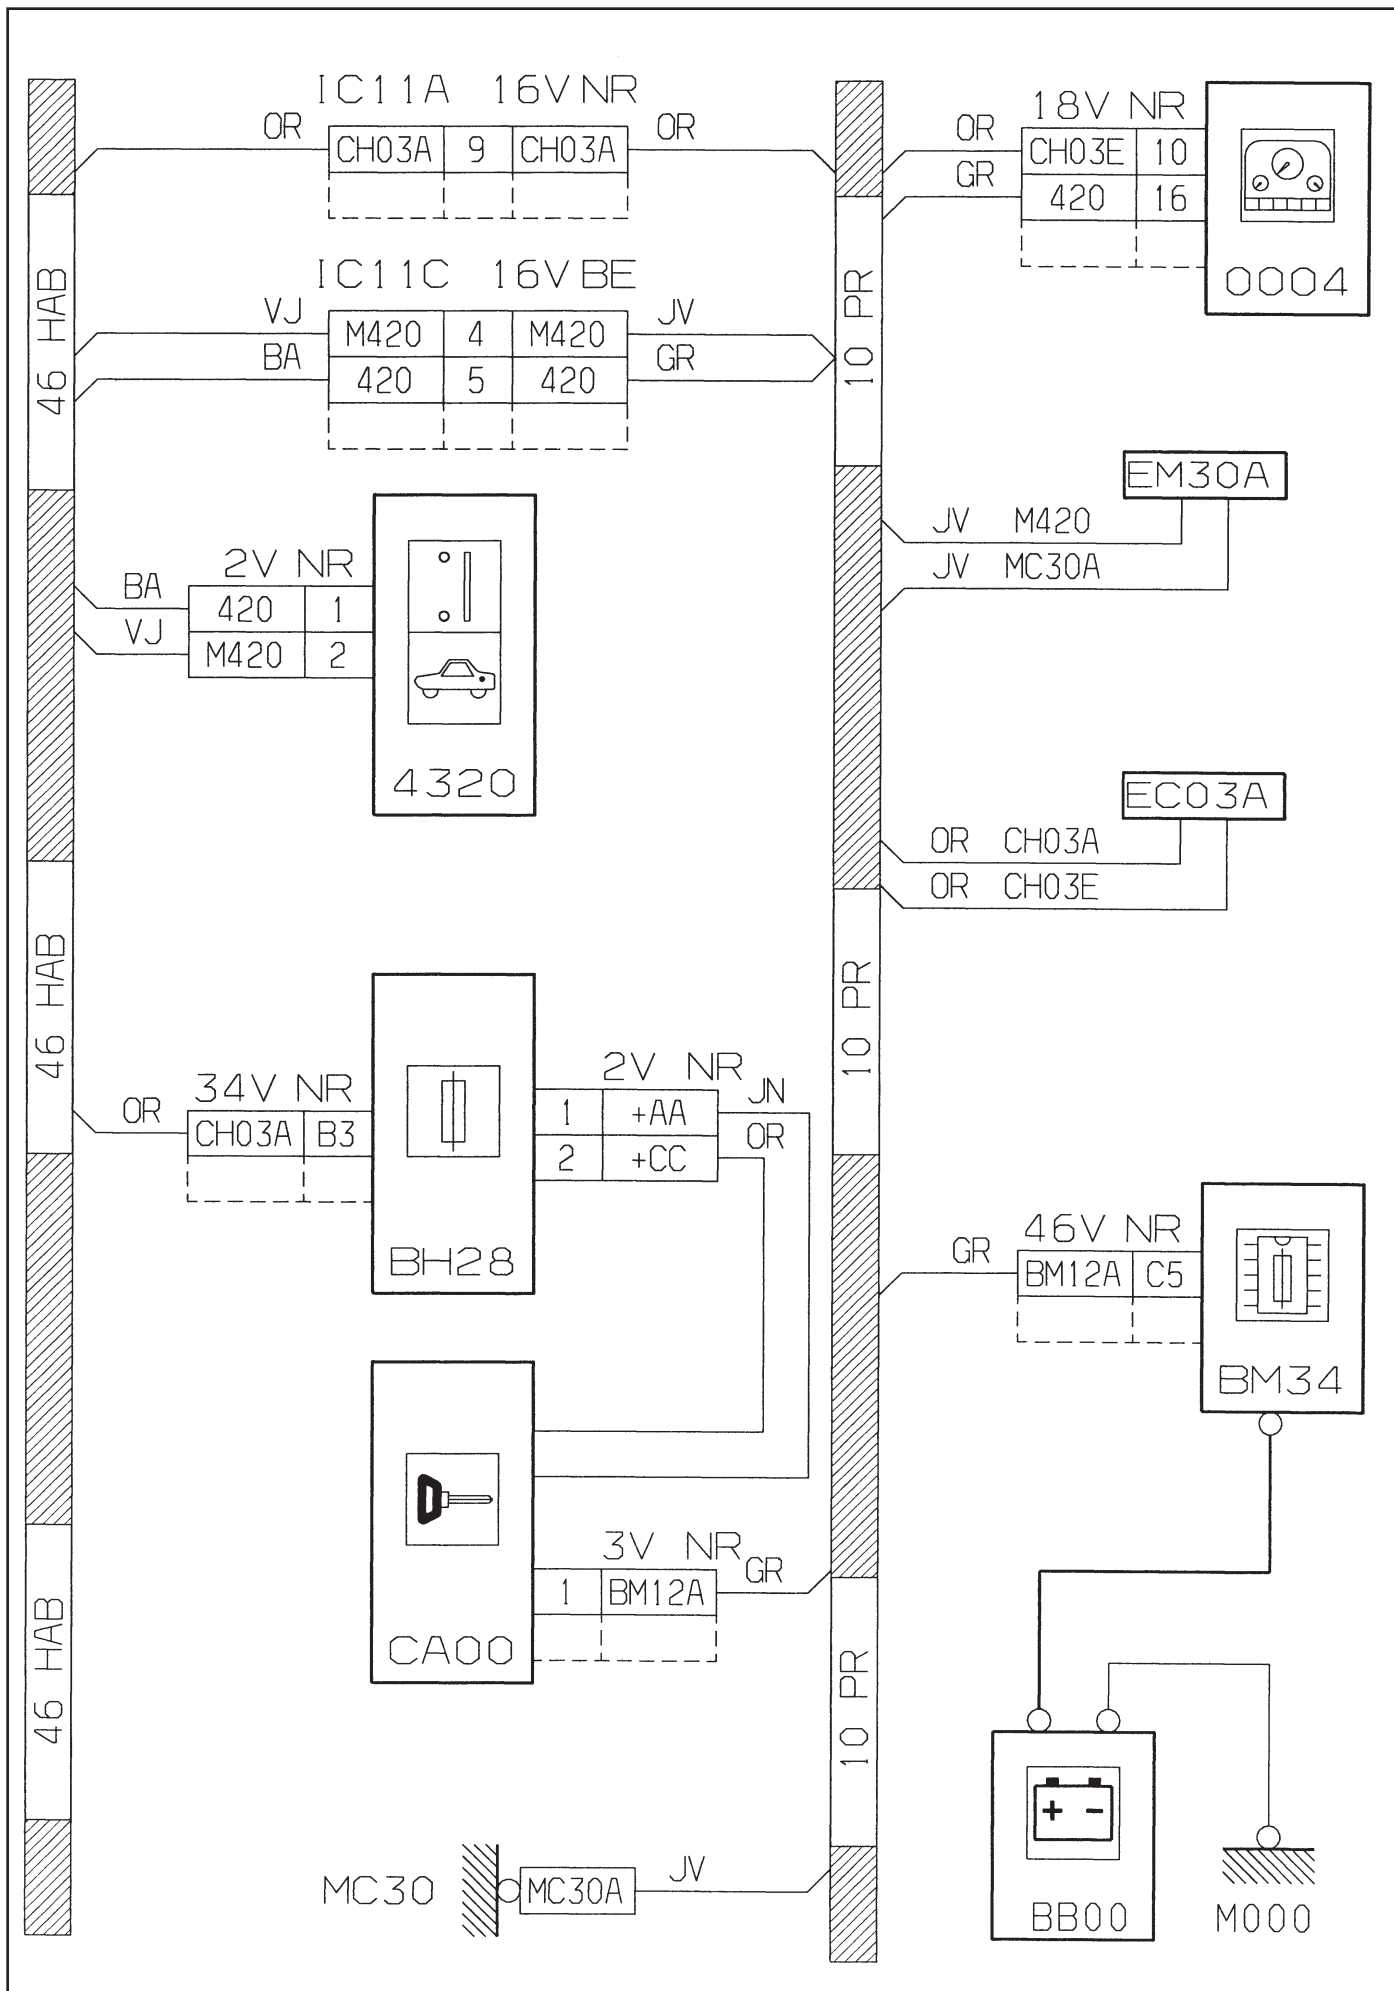 IC11A 16V NR
OR CH03A 9 CH03A OR
46 HAB
IC11C 16V BE
VJ M420 4 M420 JV
BA 420 5 420 GR
10 PR
18V NR
OR CH03E 10
GR 420 16
0004
EM30A
JV M420
JV MC30A
2V NR
BA 420 1
VJ M420 2
4320
EC03A
OR CH03A
OR CH03E
46 HAB
10 PR
34V NR
OR CH03A B3
BH28
2V NR
1 +AA JN
2 +CC OR
46V NR
GR BM12A C5
BM34
3V NR
1 BM12A GR
CA00
46 HAB
10 PR
MC30 MC30A JV
+ -
BB00
M000